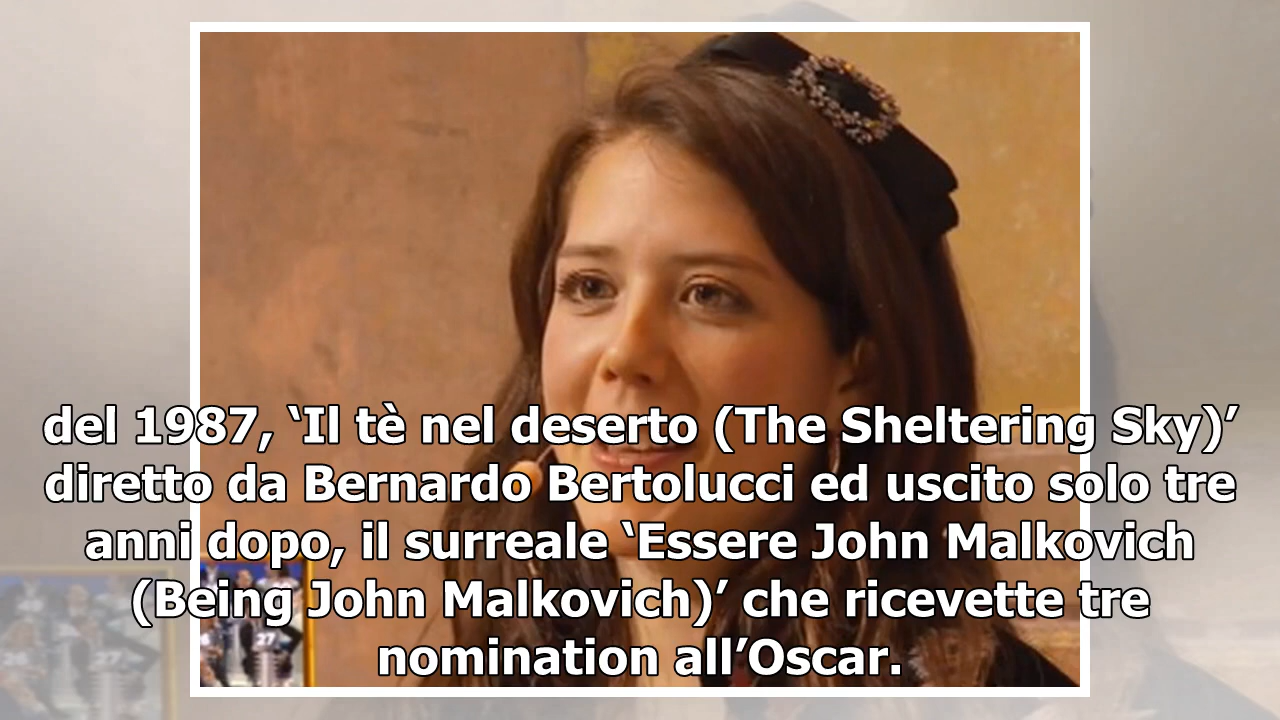 del 1987, ‘Il tè nel deserto (The Sheltering Sky)’
diretto da Bernardo Bertolucci ed uscito solo tre
anni dopo, il surreale ‘Essere John Malkovich
(Being John Malkovich)’ che ricevette tre
nomination all’Oscar.
27